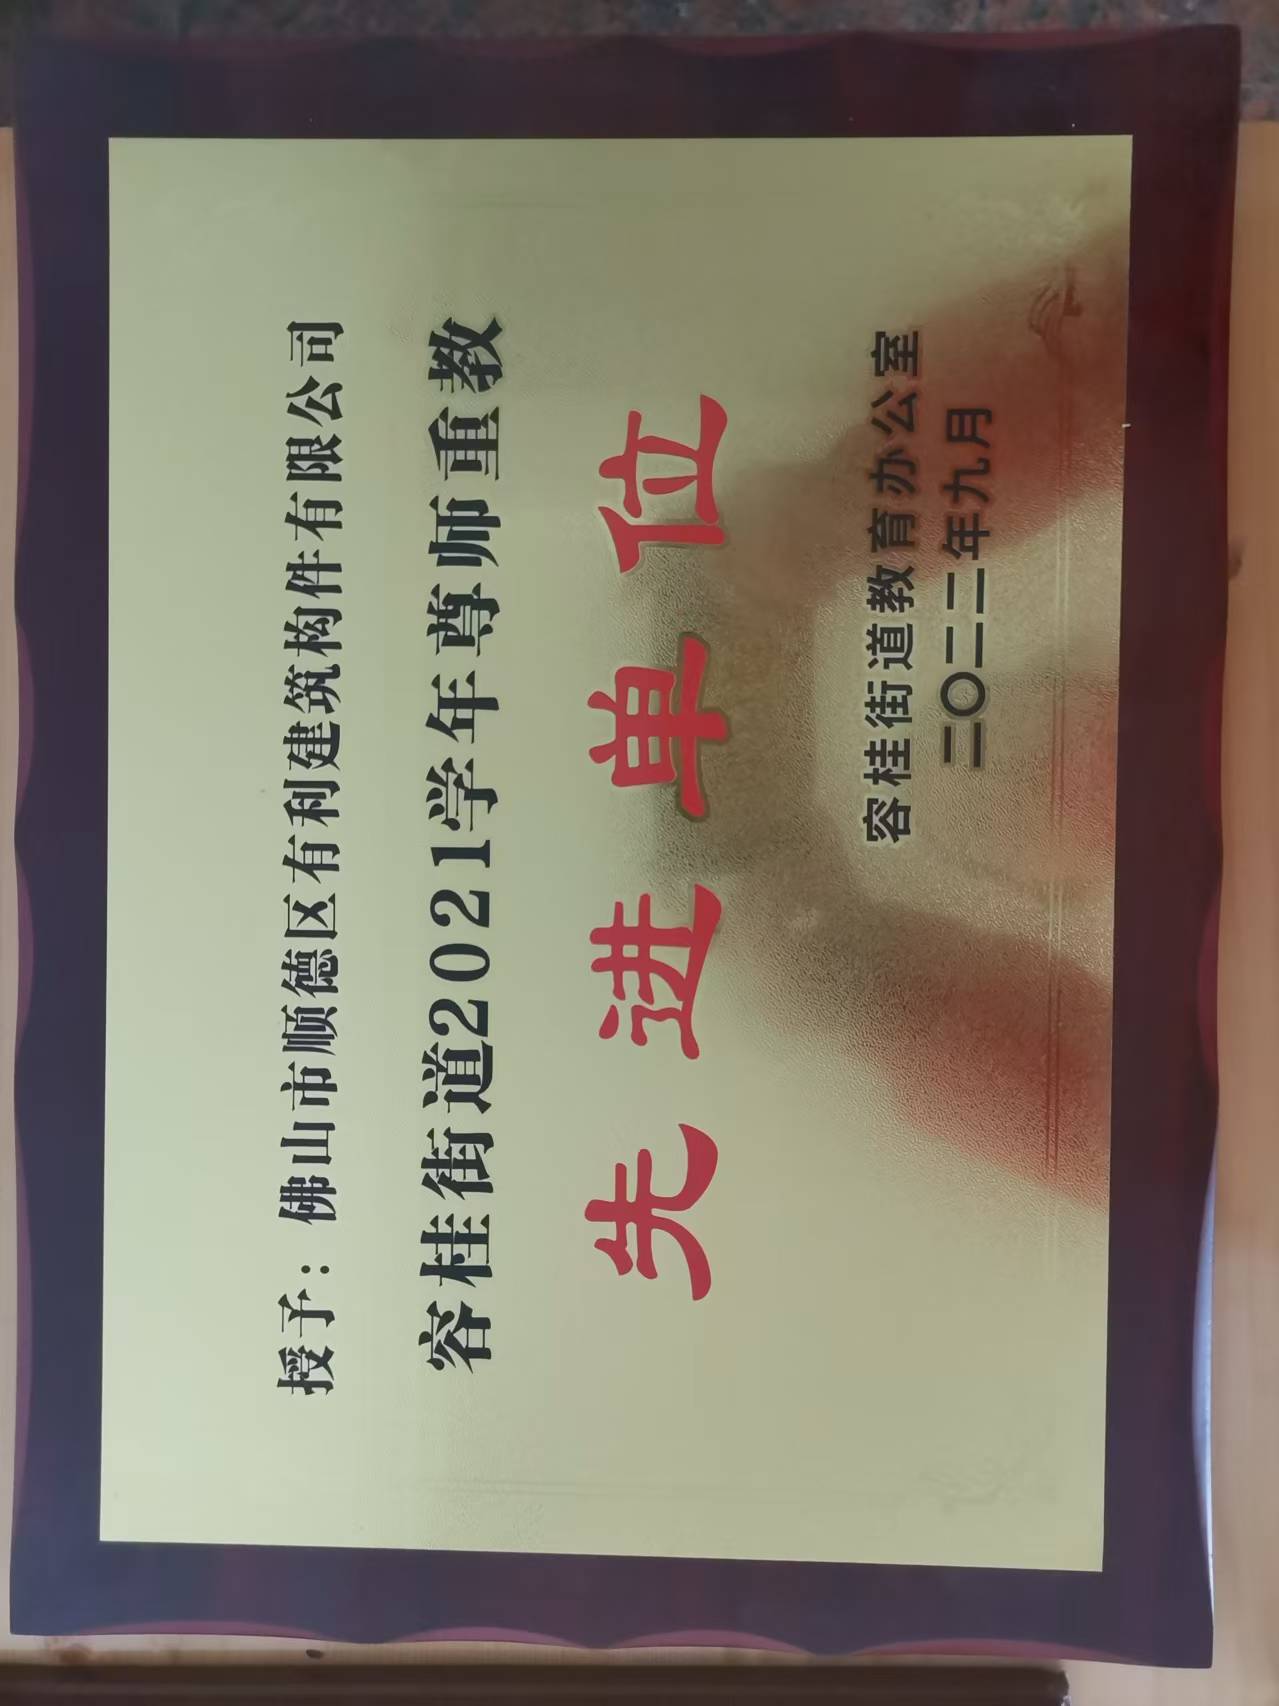 授予：佛山市顺德区有利建筑构件有限公司
容桂街道2021学年尊师重教
先进单位
容桂街道教育办公室
二〇二二年九月